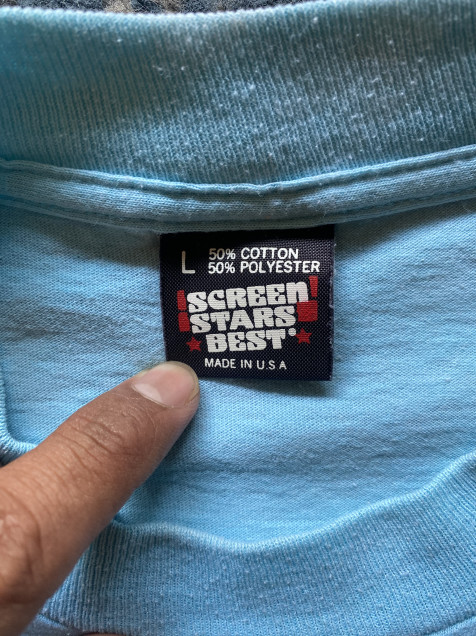 L 50% COTTON
50% POLYESTER
SCREEN
STARS
BEST®
MADE IN U.S.A